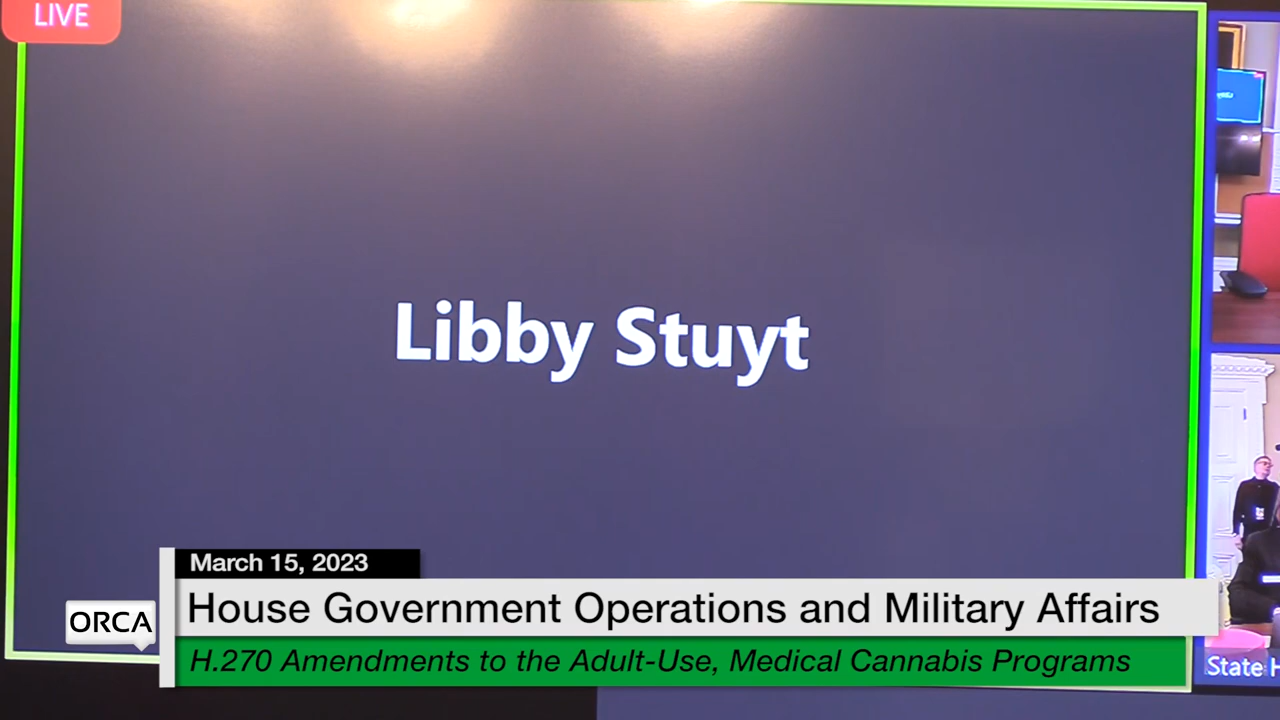 LIVE
Libby Stuyt
March 15, 2023
House Government Operations and Military Affairs
ORCA
H.270 Amendments to the Adult-Use, Medical Cannabis Programs
State H